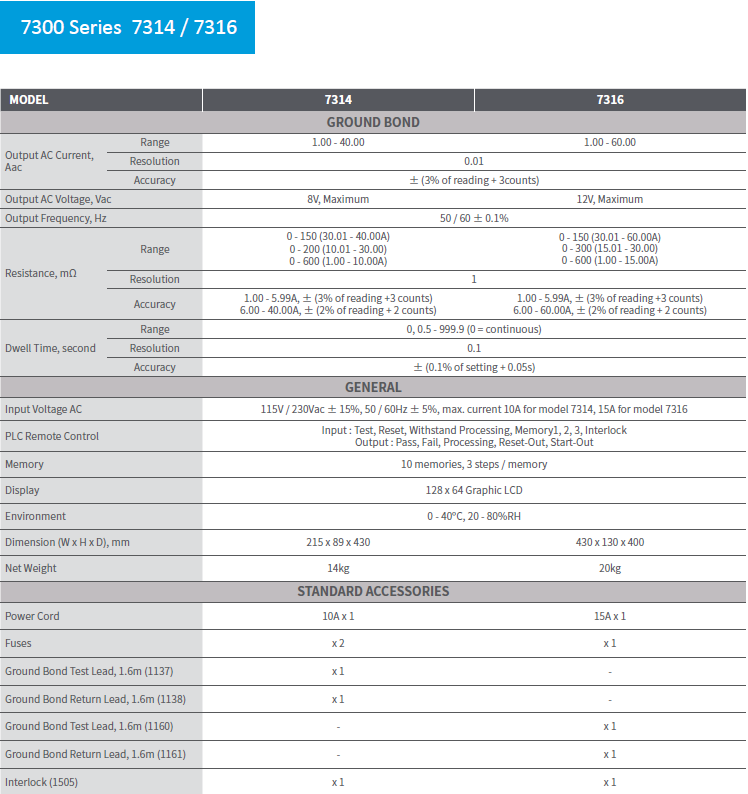 7300 Series 7314 / 7316
MODEL 7314 7316
GROUND BOND
Output AC Current, Aac
Range 1.00 - 40.00 1.00 - 60.00
Resolution 0.01
Accuracy ± (3% of reading + 3counts)
Output AC Voltage, Vac 8V, Maximum 12V, Maximum
Output Frequency, Hz 50 / 60 ± 0.1%
Resistance, mΩ
Range
0 - 150 (30.01 - 40.00A) 0 - 150 (30.01 - 60.00A)
0 - 200 (10.01 - 30.00) 0 - 300 (15.01 - 30.00)
0 - 600 (1.00 - 10.00A) 0 - 600 (1.00 - 15.00A)
Resolution 1
Accuracy
1.00 - 5.99A, ± (3% of reading +3 counts) 1.00 - 5.99A, ± (3% of reading +3 counts)
6.00 - 40.00A, ± (2% of reading + 2 counts) 6.00 - 60.00A, ± (2% of reading + 2 counts)
Dwell Time, second
Range 0, 0.5 - 999.9 (0 = continuous)
Resolution 0.1
Accuracy ± (0.1% of setting + 0.05s)
GENERAL
Input Voltage AC 115V / 230Vac ± 15%, 50 / 60Hz ± 5%, max. current 10A for model 7314, 15A for model 7316
PLC Remote Control
Input : Test, Reset, Withstand Processing, Memory1, 2, 3, Interlock
Output : Pass, Fail, Processing, Reset-Out, Start-Out
Memory 10 memories, 3 steps / memory
Display 128 x 64 Graphic LCD
Environment 0 - 40ºC, 20 - 80%RH
Dimension (W x H x D), mm 215 x 89 x 430 430 x 130 x 400
Net Weight 14kg 20kg
STANDARD ACCESSORIES
Power Cord 10A x 1 15A x 1
Fuses x 2 x 1
Ground Bond Test Lead, 1.6m (1137) x 1 -
Ground Bond Return Lead, 1.6m (1138) x 1 -
Ground Bond Test Lead, 1.6m (1160) - x 1
Ground Bond Return Lead, 1.6m (1161) - x 1
Interlock (1505) x 1 x 1